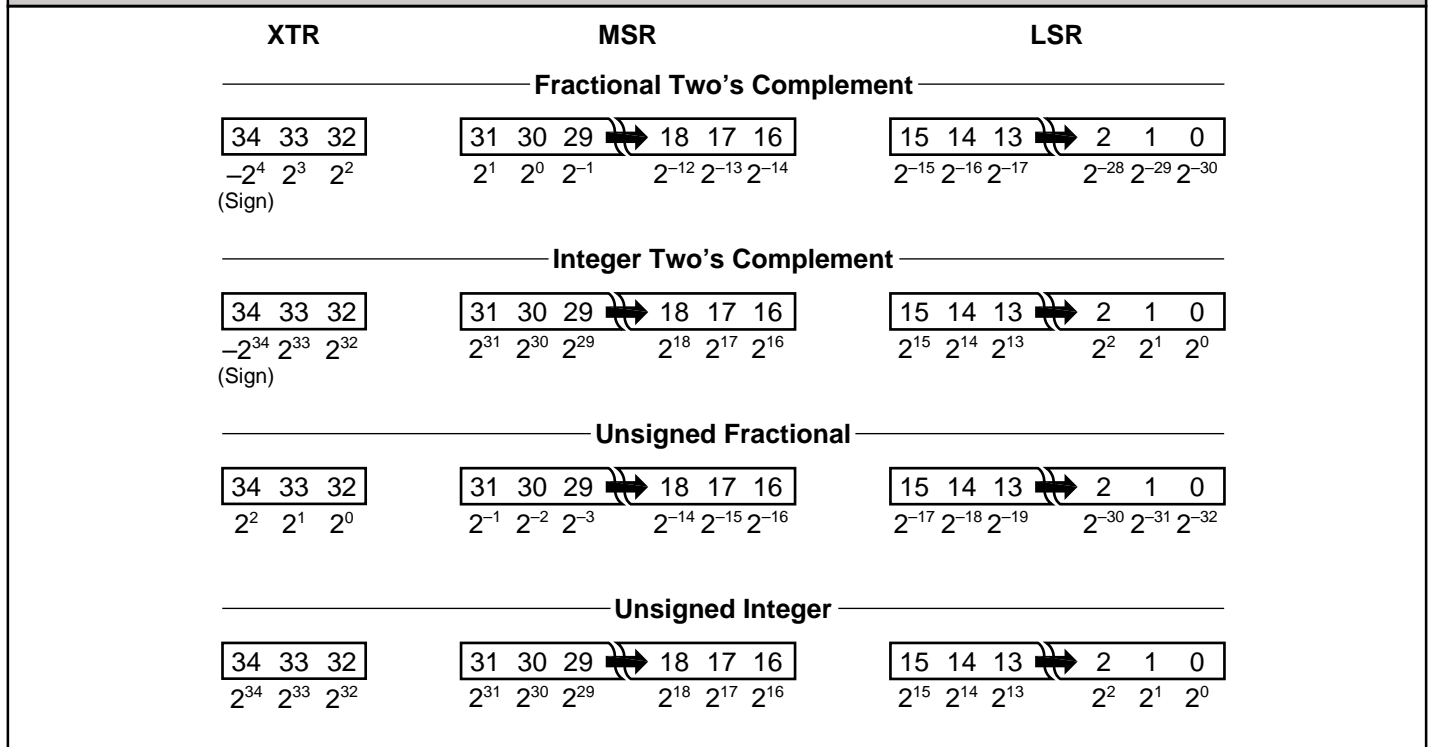 XTR MSR LSR
Fractional Two's Complement
34 33 32 31 30 29 18 17 16 15 14 13 2 1 0
–2⁴ 2³ 2² 2¹ 2⁰ 2⁻¹ 2⁻¹² 2⁻¹³ 2⁻¹⁴ 2⁻¹⁵ 2⁻¹⁶ 2⁻¹⁷ 2⁻²⁸ 2⁻²⁹ 2⁻³⁰
(Sign)
Integer Two's Complement
34 33 32 31 30 29 18 17 16 15 14 13 2 1 0
–2³⁴ 2³³ 2³² 2³¹ 2³⁰ 2²⁹ 2¹⁸ 2¹⁷ 2¹⁶ 2¹⁵ 2¹⁴ 2¹³ 2² 2¹ 2⁰
(Sign)
Unsigned Fractional
34 33 32 31 30 29 18 17 16 15 14 13 2 1 0
2² 2¹ 2⁰ 2⁻¹ 2⁻² 2⁻³ 2⁻¹⁴ 2⁻¹⁵ 2⁻¹⁶ 2⁻¹⁷ 2⁻¹⁸ 2⁻¹⁹ 2⁻³⁰ 2⁻³¹ 2⁻³²
Unsigned Integer
34 33 32 31 30 29 18 17 16 15 14 13 2 1 0
2³⁴ 2³³ 2³² 2³¹ 2³⁰ 2²⁹ 2¹⁸ 2¹⁷ 2¹⁶ 2¹⁵ 2¹⁴ 2¹³ 2² 2¹ 2⁰